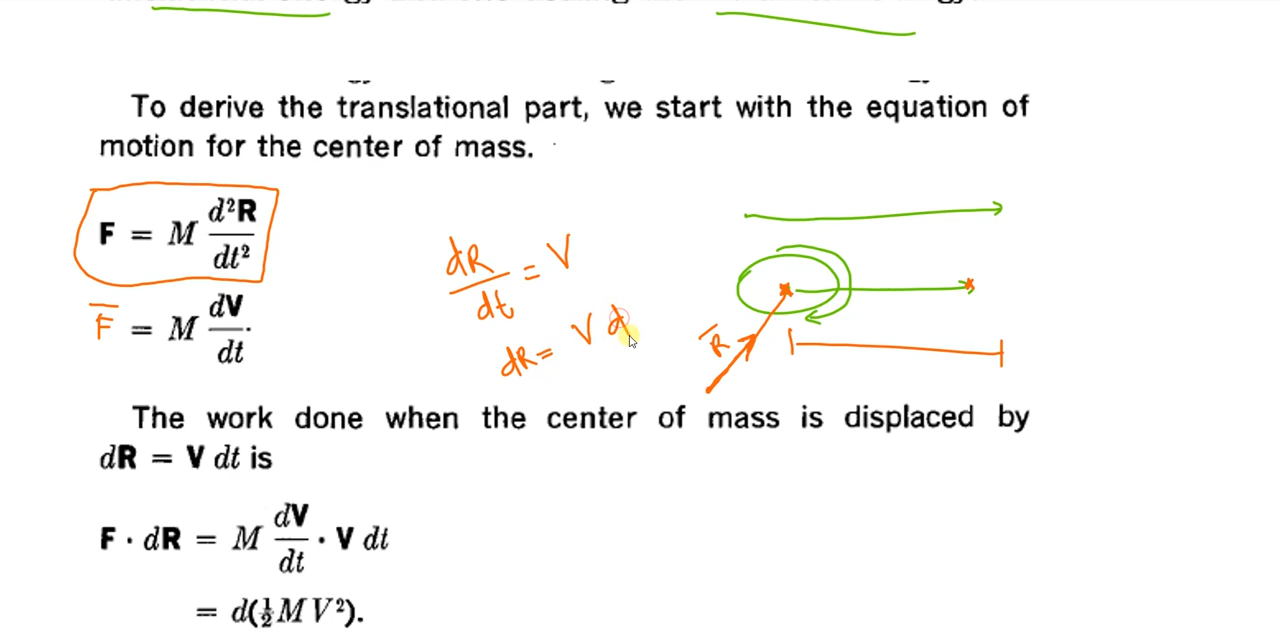 To derive the translational part, we start with the equation of
motion for the center of mass.
F = M d²R/dt²
F = M dV/dt.
dR/dt = V
dR = V d
R
The work done when the center of mass is displaced by
dR = V dt is
F · dR = M dV/dt · V dt
= d(½MV²).